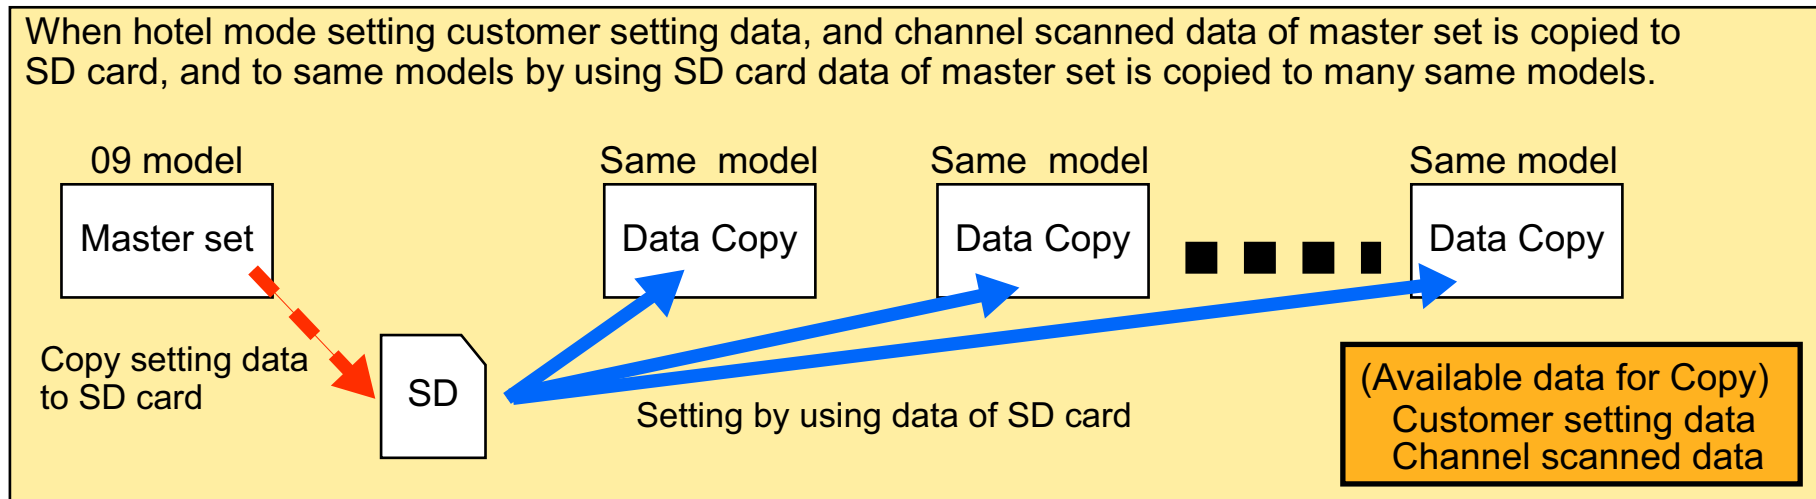 When hotel mode setting customer setting data, and channel scanned data of master set is copied to
SD card, and to same models by using SD card data of master set is copied to many same models.
09 model
Same model
Same model
Same model
Master set
Data Copy
Data Copy
Data Copy
Copy setting data
to SD card
SD
Setting by using data of SD card
(Available data for Copy)
Customer setting data
Channel scanned data